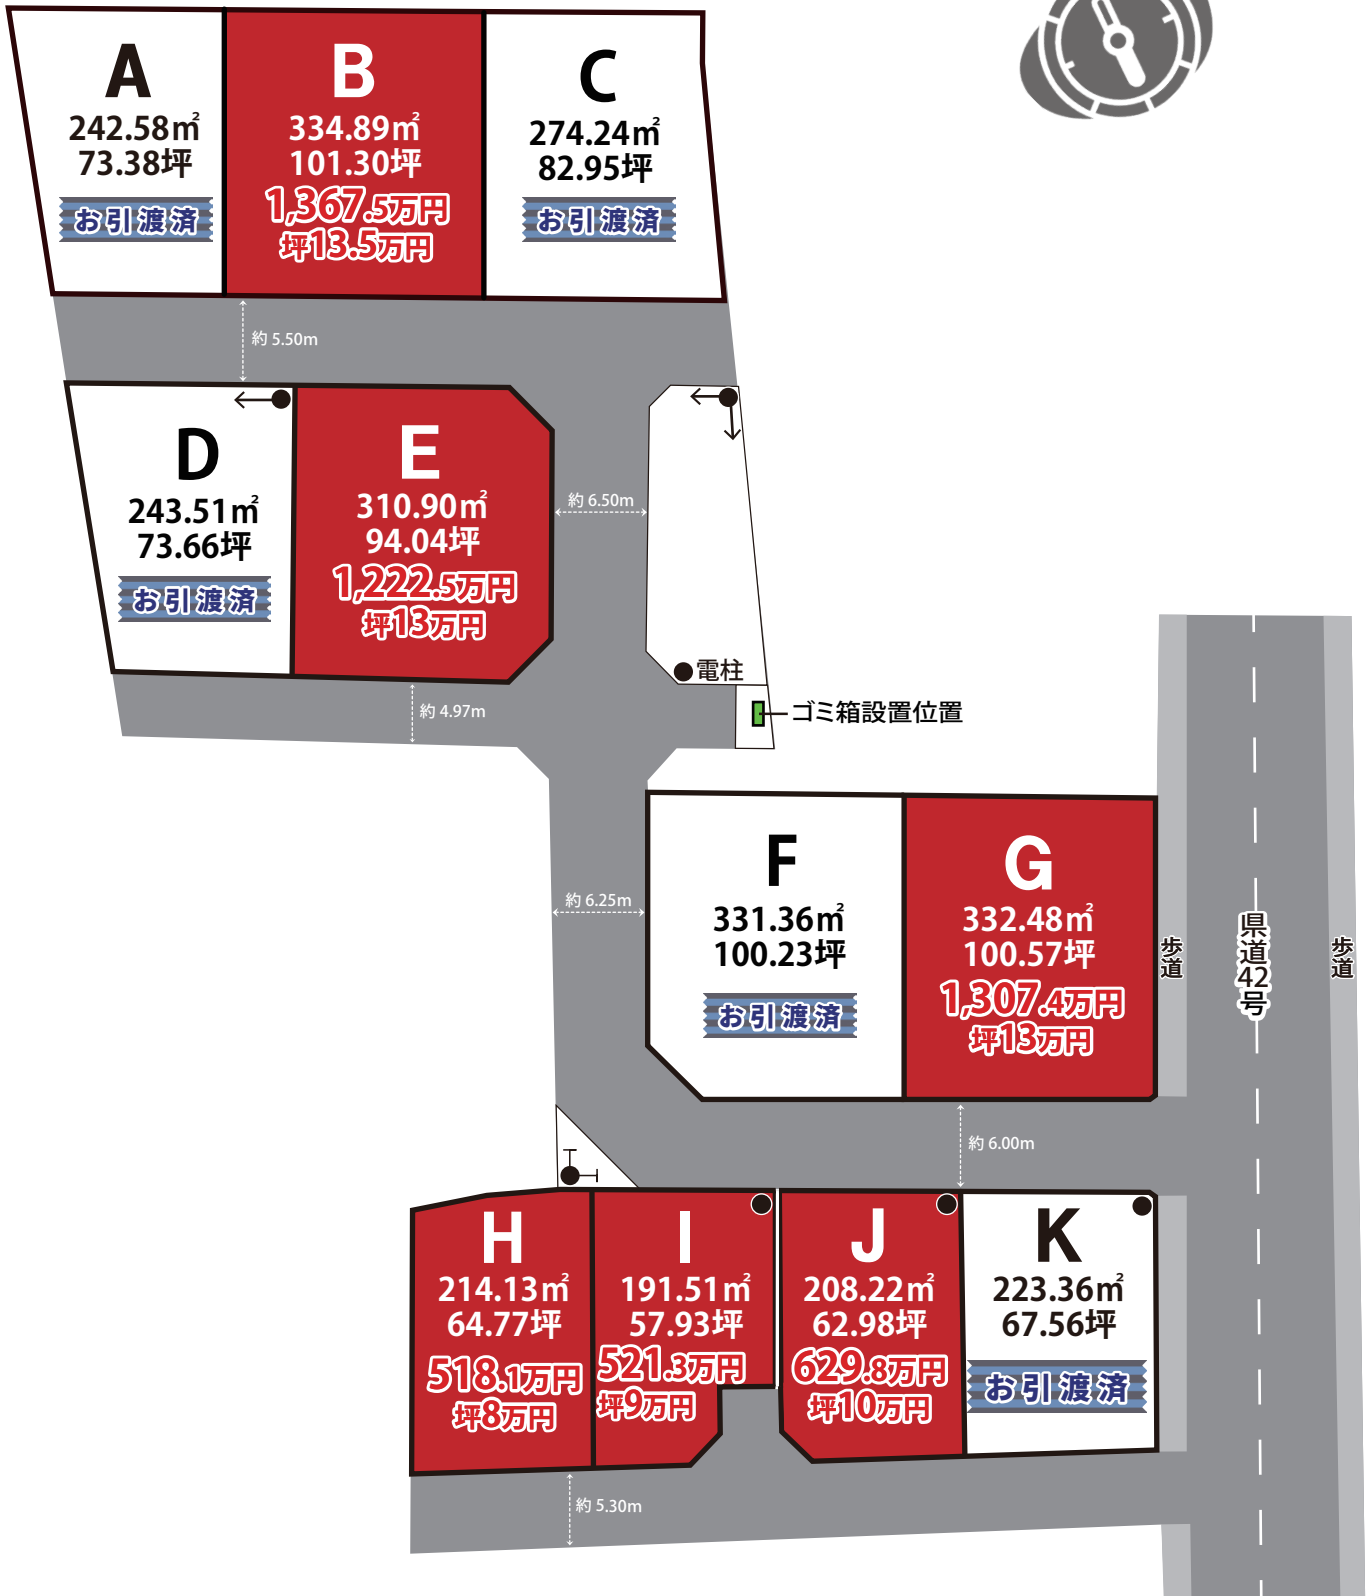 A
242.58㎡
73.38坪
お引渡済
B
334.89㎡
101.30坪
1,367.5万円
坪13.5万円
C
274.24㎡
82.95坪
お引渡済
約 5.50m
D
243.51㎡
73.66坪
お引渡済
E
310.90㎡
94.04坪
1,222.5万円
坪13万円
約 6.50m
電柱
約 4.97m
ゴミ箱設置位置
F
331.36㎡
100.23坪
お引渡済
G
332.48㎡
100.57坪
1,307.4万円
坪13万円
約 6.25m
歩道
県道42号
歩道
約 6.00m
H
214.13㎡
64.77坪
518.1万円
坪8万円
I
191.51㎡
57.93坪
521.3万円
坪9万円
J
208.22㎡
62.98坪
629.8万円
坪10万円
K
223.36㎡
67.56坪
お引渡済
約 5.30m